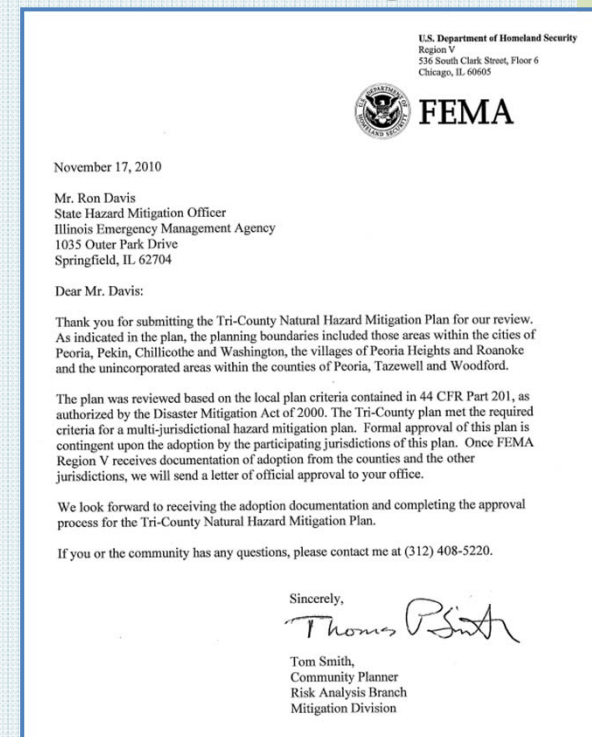 U.S. Department of Homeland Security
Region V
536 South Clark Street, Floor 6
Chicago, IL 60605
FEMA
November 17, 2010
Mr. Ron Davis
State Hazard Mitigation Officer
Illinois Emergency Management Agency
1035 Outer Park Drive
Springfield, IL 62704
Dear Mr. Davis:
Thank you for submitting the Tri-County Natural Hazard Mitigation Plan for our review.
As indicated in the plan, the planning boundaries included those areas within the cities of
Peoria, Pekin, Chillicothe and Washington, the villages of Peoria Heights and Roanoke
and the unincorporated areas within the counties of Peoria, Tazewell and Woodford.
The plan was reviewed based on the local plan criteria contained in 44 CFR Part 201, as
authorized by the Disaster Mitigation Act of 2000. The Tri-County plan met the required
criteria for a multi-jurisdictional hazard mitigation plan. Formal approval of this plan is
contingent upon the adoption by the participating jurisdictions of this plan. Once FEMA
Region V receives documentation of adoption from the counties and the other
jurisdictions, we will send a letter of official approval to your office.
We look forward to receiving the adoption documentation and completing the approval
process for the Tri-County Natural Hazard Mitigation Plan.
If you or the community has any questions, please contact me at (312) 408-5220.
Sincerely,
Thomas P Smith
Tom Smith,
Community Planner
Risk Analysis Branch
Mitigation Division